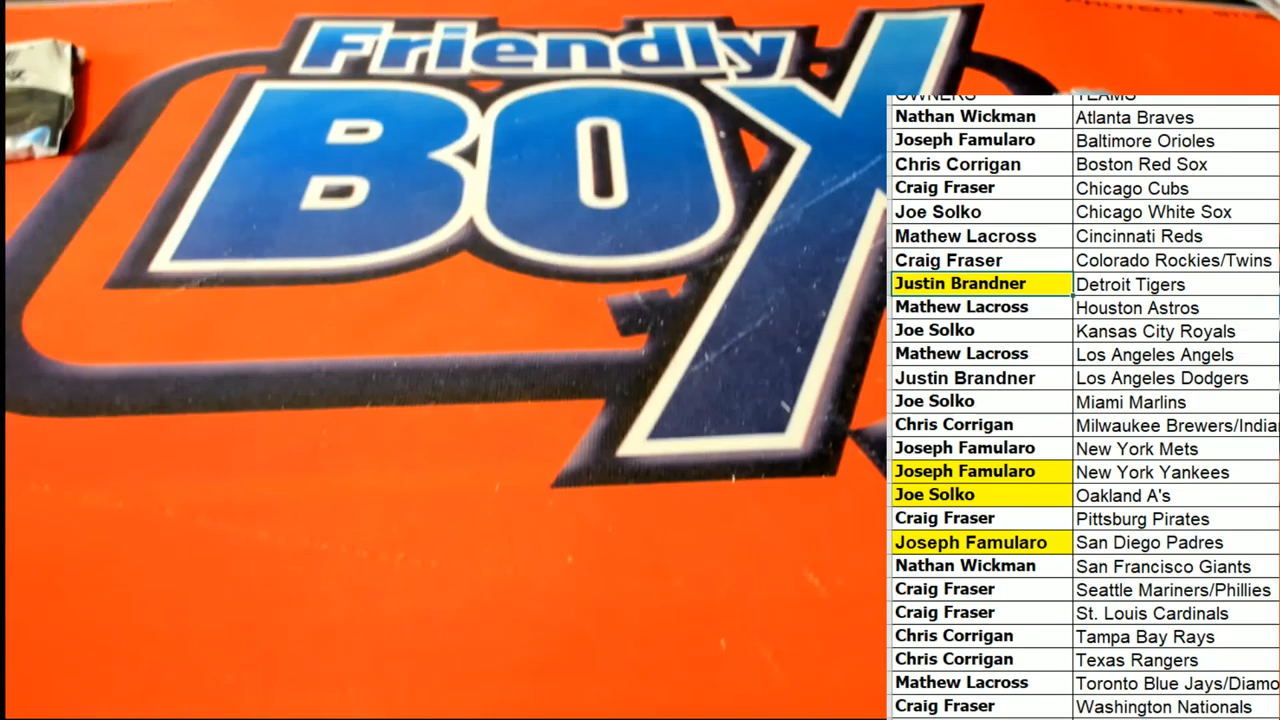 Friendly
BOX
OWNERS TEAMS
Nathan Wickman Atlanta Braves
Joseph Famularo Baltimore Orioles
Chris Corrigan Boston Red Sox
Craig Fraser Chicago Cubs
Joe Solko Chicago White Sox
Mathew Lacross Cincinnati Reds
Craig Fraser Colorado Rockies/Twins
Justin Brandner Detroit Tigers
Mathew Lacross Houston Astros
Joe Solko Kansas City Royals
Mathew Lacross Los Angeles Angels
Justin Brandner Los Angeles Dodgers
Joe Solko Miami Marlins
Chris Corrigan Milwaukee Brewers/India
Joseph Famularo New York Mets
Joseph Famularo New York Yankees
Joe Solko Oakland A's
Craig Fraser Pittsburg Pirates
Joseph Famularo San Diego Padres
Nathan Wickman San Francisco Giants
Craig Fraser Seattle Mariners/Phillies
Craig Fraser St. Louis Cardinals
Chris Corrigan Tampa Bay Rays
Chris Corrigan Texas Rangers
Mathew Lacross Toronto Blue Jays/Diamo
Craig Fraser Washington Nationals